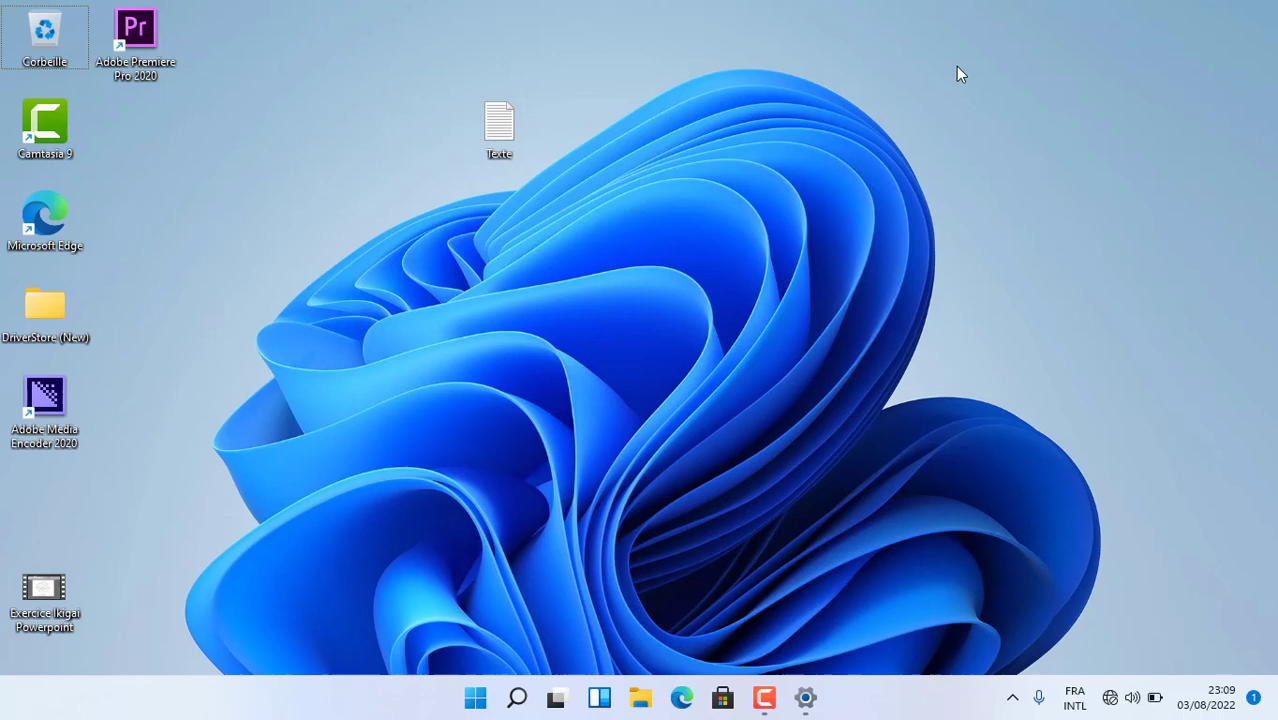 Corbeille
Pr
Adobe Premiere
Pro 2020
Camtasia 9
Texte
Microsoft Edge
DriverStore (New)
Adobe Media
Encoder 2020
Exercice Ikigai
Powerpoint
FRA
INTL
23:09
03/08/2022
1